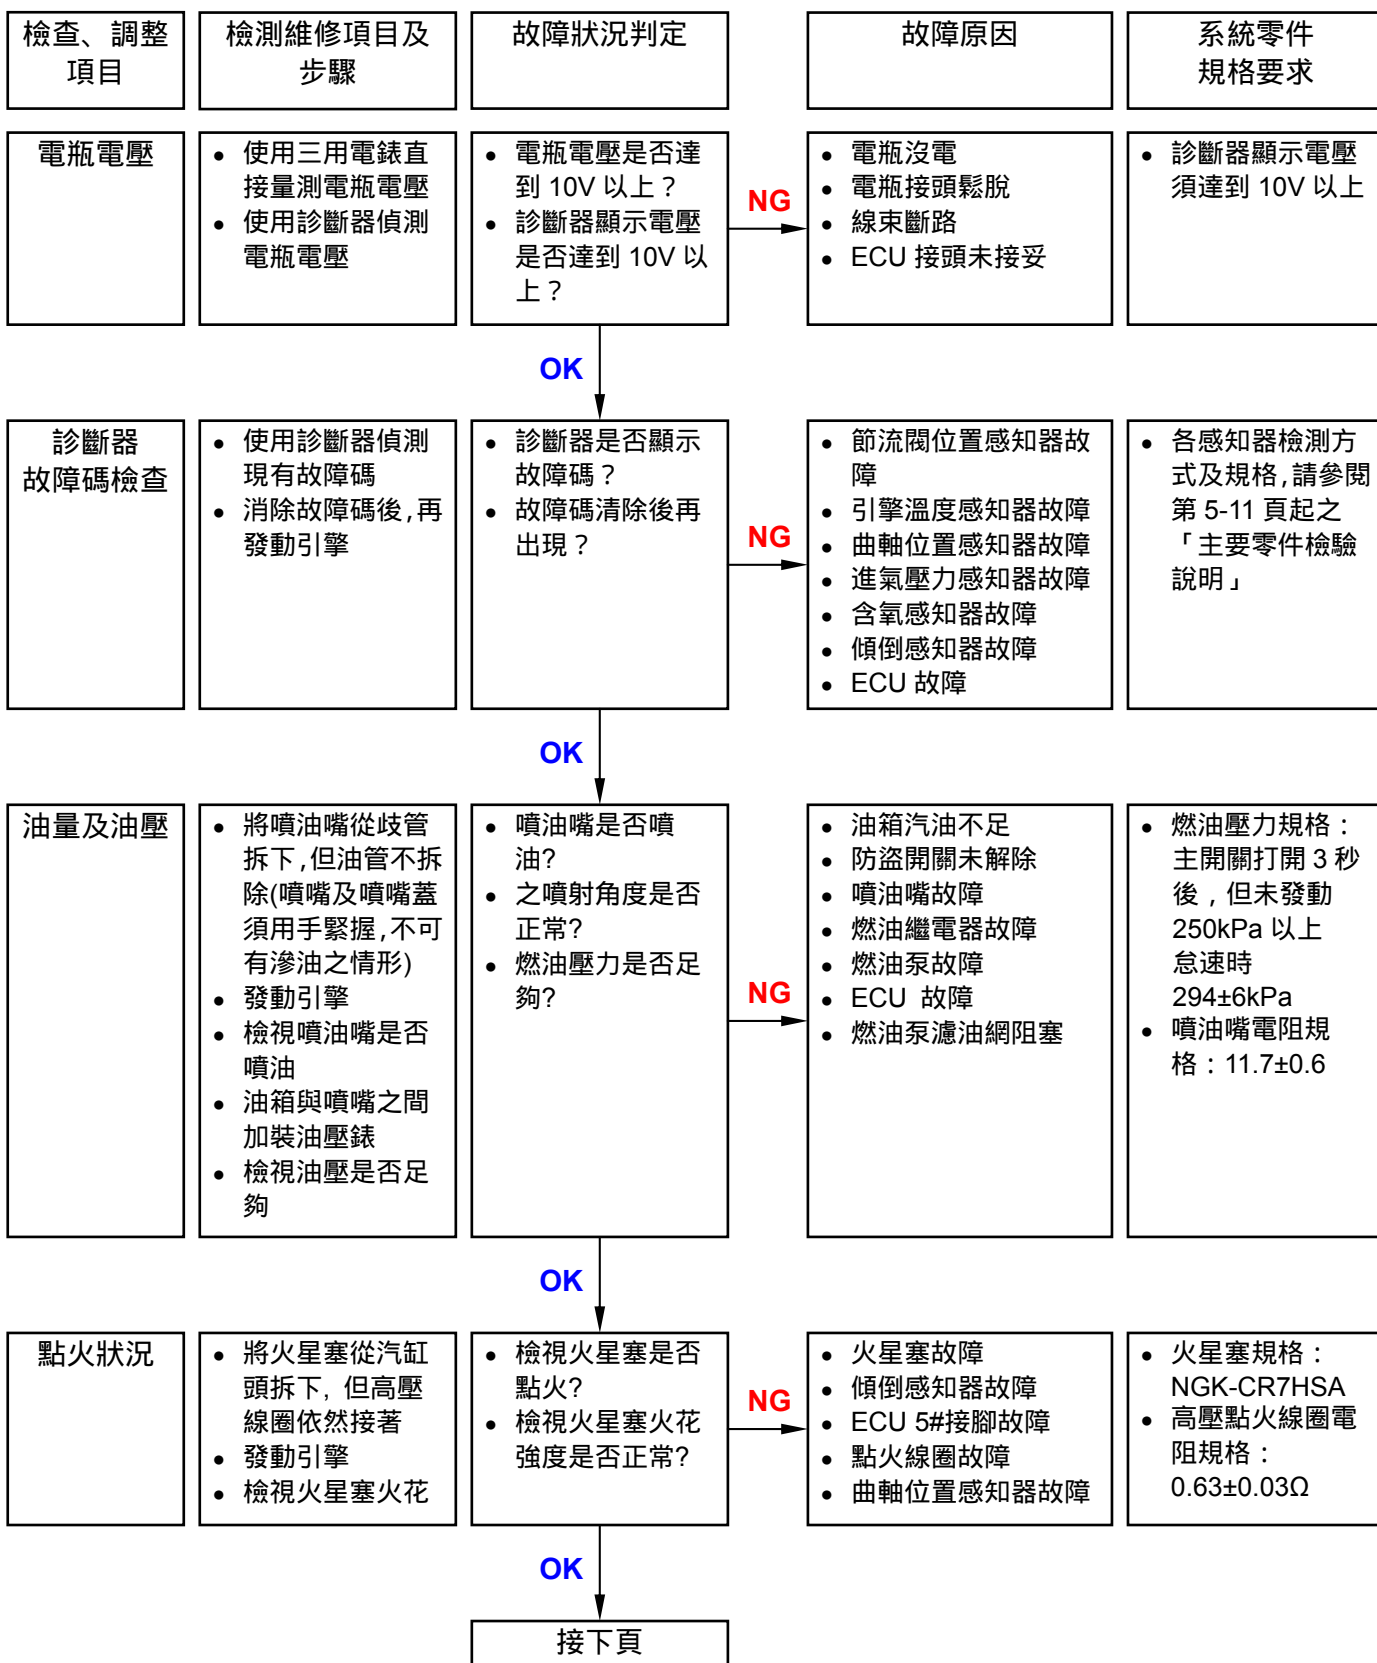 檢查、調整
項目
檢測維修項目及
步驟
故障狀況判定
故障原因
系統零件
規格要求
電瓶電壓
● 使用三用電錶直
接量測電瓶電壓
● 使用診斷器偵測
電瓶電壓
● 電瓶電壓是否達
到 10V 以上？
● 診斷器顯示電壓
是否達到 10V 以
上？
NG
● 電瓶沒電
● 電瓶接頭鬆脫
● 線束斷路
● ECU 接頭未接妥
● 診斷器顯示電壓
須達到 10V 以上
OK
診斷器
故障碼檢查
● 使用診斷器偵測
現有故障碼
● 消除故障碼後,再
發動引擎
● 診斷器是否顯示
故障碼？
● 故障碼清除後再
出現？
NG
● 節流閥位置感知器故
障
● 引擎溫度感知器故障
● 曲軸位置感知器故障
● 進氣壓力感知器故障
● 含氧感知器故障
● 傾倒感知器故障
● ECU 故障
● 各感知器檢測方
式及規格,請參閱
第 5-11 頁起之
「主要零件檢驗
說明」
OK
油量及油壓
● 將噴油嘴從歧管
拆下,但油管不拆
除(噴嘴及噴嘴蓋
須用手緊握,不可
有滲油之情形)
● 發動引擎
● 檢視噴油嘴是否
噴油
● 油箱與噴嘴之間
加裝油壓錶
● 檢視油壓是否足
夠
● 噴油嘴是否噴
油?
● 之噴射角度是否
正常?
● 燃油壓力是否足
夠?
NG
● 油箱汽油不足
● 防盜開關未解除
● 噴油嘴故障
● 燃油繼電器故障
● 燃油泵故障
● ECU 故障
● 燃油泵濾油網阻塞
● 燃油壓力規格：
主開關打開 3 秒
後，但未發動
250kPa 以上
怠速時
294±6kPa
● 噴油嘴電阻規
格：11.7±0.6
OK
點火狀況
● 將火星塞從汽缸
頭拆下, 但高壓
線圈依然接著
● 發動引擎
● 檢視火星塞火花
● 檢視火星塞是否
點火?
● 檢視火星塞火花
強度是否正常?
NG
● 火星塞故障
● 傾倒感知器故障
● ECU 5#接腳故障
● 點火線圈故障
● 曲軸位置感知器故障
● 火星塞規格：
NGK-CR7HSA
● 高壓點火線圈電
阻規格：
0.63±0.03Ω
OK
接下頁